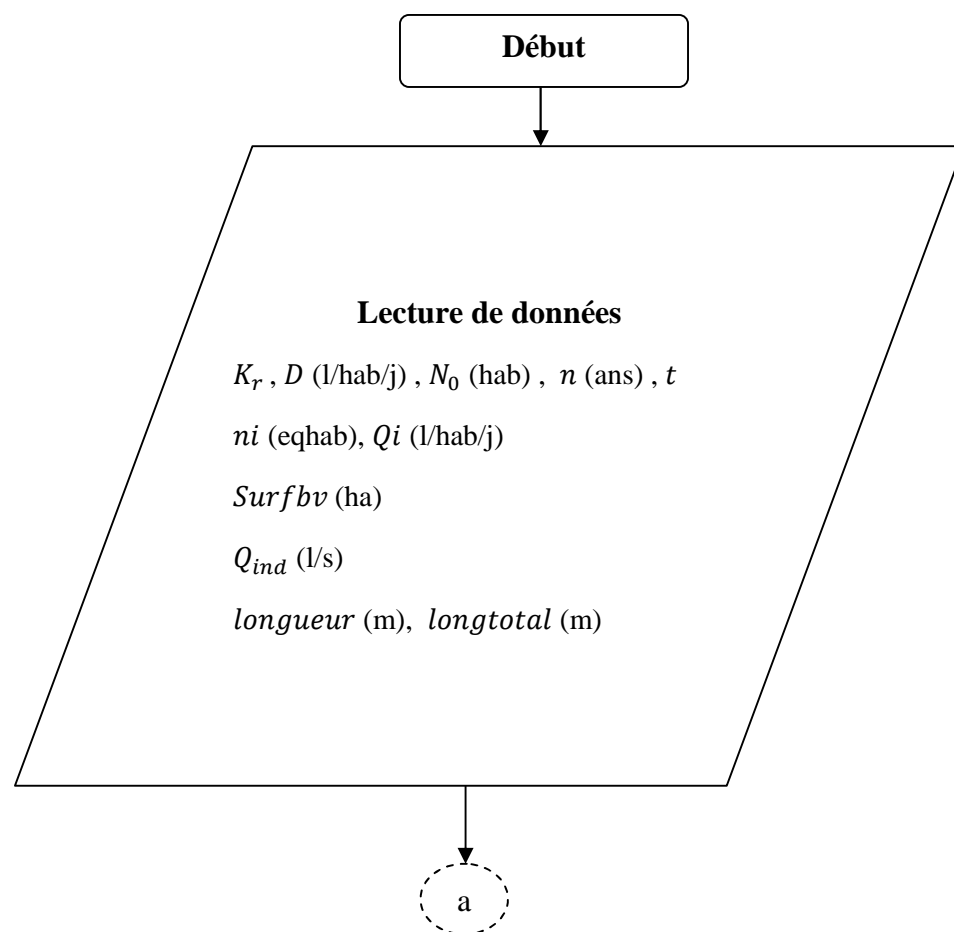 Début
Lecture de données
K_r , D (l/hab/j) , N_0 (hab) , n (ans) , t
ni (eqhab), Qi (l/hab/j)
Surfbv (ha)
Q_ind (l/s)
longueur (m), longtotal (m)
a